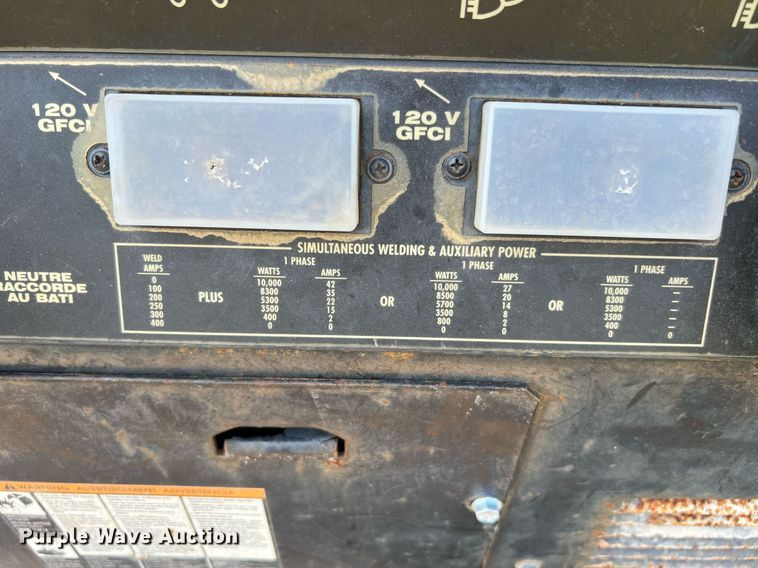 120 V
GFCI
120 V
GFCI
SIMULTANEOUS WELDING & AUXILIARY POWER
NEUTRE
RACCORDE
AU BATI
WELD AMPS 1 PHASE WATTS AMPS 1 PHASE WATTS AMPS 1 PHASE WATTS AMPS
0 10,000 42 10,000 27 10,000 —
100 8300 35 8500 20 8300 —
200 PLUS 5300 22 OR 5700 14 OR 5300 —
250 3500 15 3500 8 3500 —
300 400 2 800 2 400 —
400 0 0 0 0 0 0
WARNING AVERTISSEMENT ADVERTENCIA
Purple Wave Auction